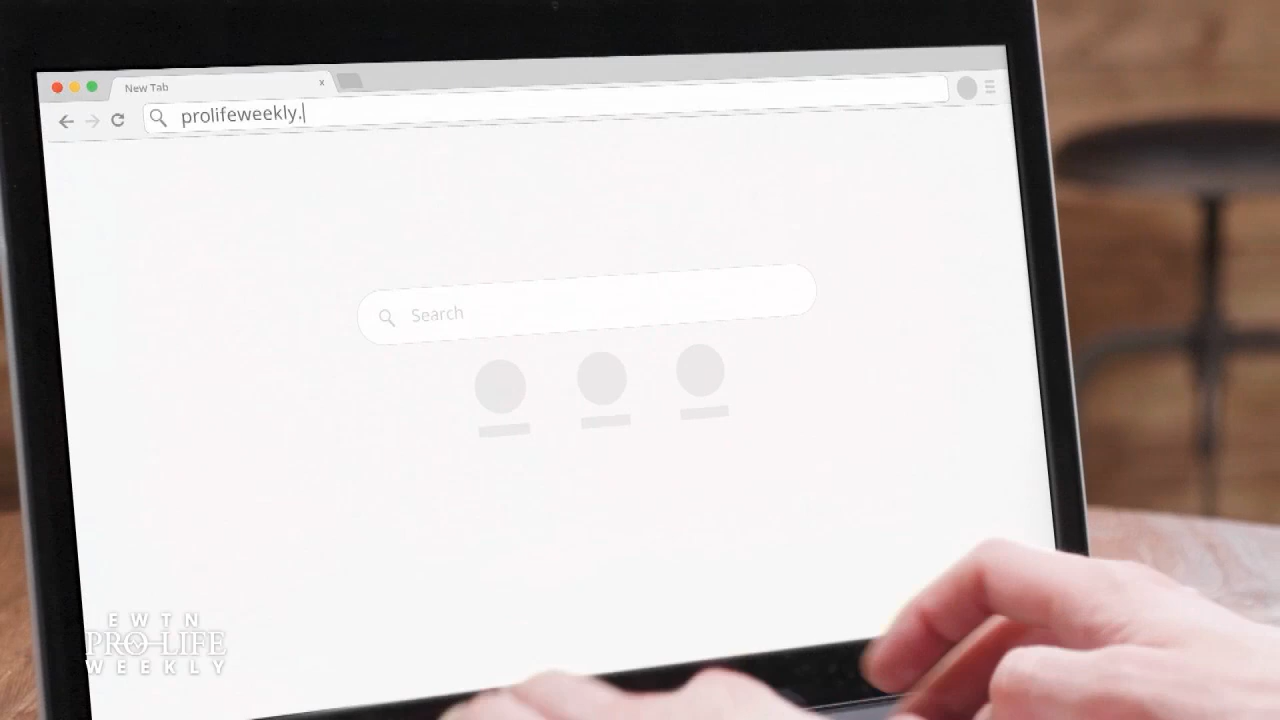 New Tab x
prolifeweekly.
Search
EWTN
PRO-LIFE
WEEKLY